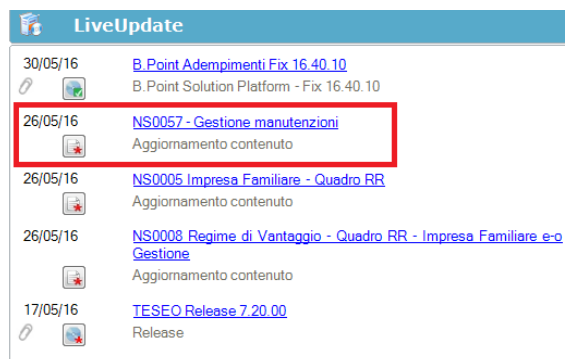 LiveUpdate
30/05/16 B.Point Adempimenti Fix 16.40.10
B.Point Solution Platform - Fix 16.40.10
26/05/16 NS0057 - Gestione manutenzioni
Aggiornamento contenuto
26/05/16 NS0005 Impresa Familiare - Quadro RR
Aggiornamento contenuto
26/05/16 NS0008 Regime di Vantaggio - Quadro RR - Impresa Familiare e-o
Gestione
Aggiornamento contenuto
17/05/16 TESEO Release 7.20.00
Release